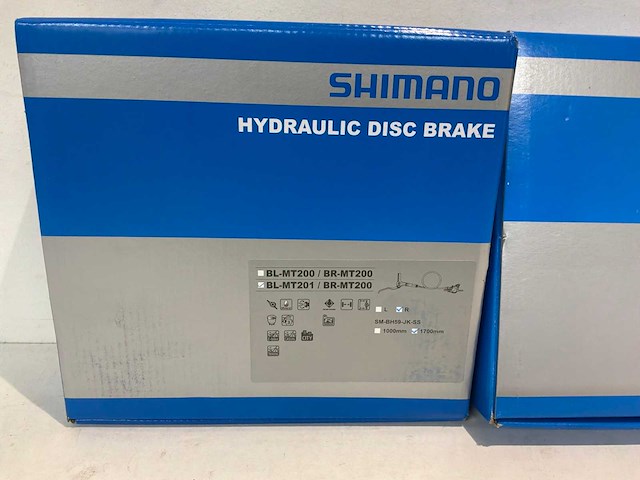 SHIMANO
HYDRAULIC DISC BRAKE
BL-MT200 / BR-MT200
BL-MT201 / BR-MT200
L R
SM-BH59-JK-SS
1000mm 1700mm